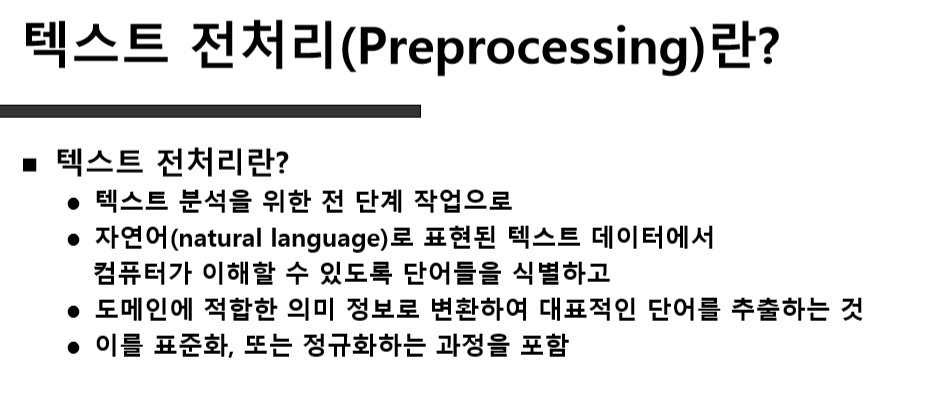 텍스트 전처리(Preprocessing)란?
■ 텍스트 전처리란?
● 텍스트 분석을 위한 전 단계 작업으로
● 자연어(natural language)로 표현된 텍스트 데이터에서
컴퓨터가 이해할 수 있도록 단어들을 식별하고
● 도메인에 적합한 의미 정보로 변환하여 대표적인 단어를 추출하는 것
● 이를 표준화, 또는 정규화하는 과정을 포함